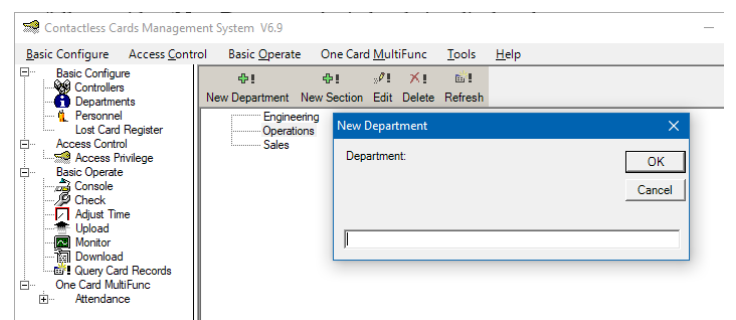 Contactless Cards Management System V6.9
Basic Configure Access Control Basic Operate One Card MultiFunc Tools Help
Basic Configure
Controllers
Departments
Personnel
Lost Card Register
Access Control
Access Privilege
Basic Operate
Console
Check
Adjust Time
Upload
Monitor
Download
Query Card Records
One Card MultiFunc
Attendance
New Department New Section Edit Delete Refresh
Engineering
Operations
Sales
New Department
Department:
OK
Cancel